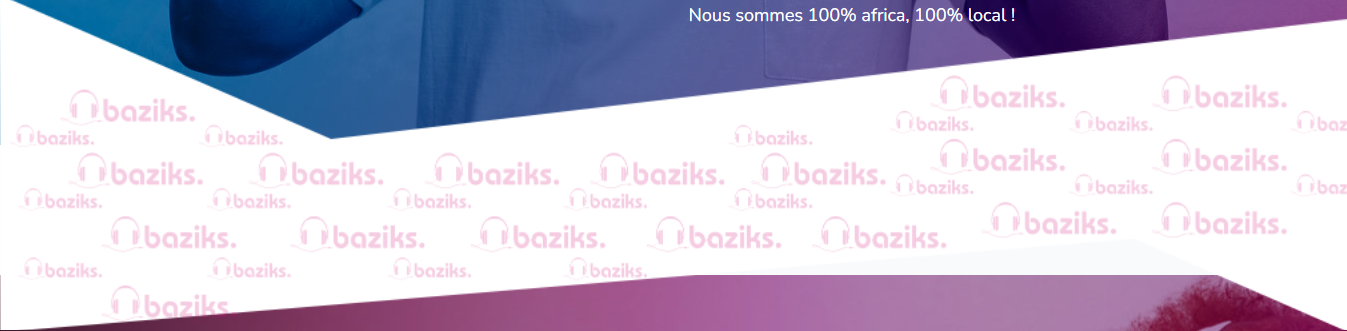 Nous sommes 100% africa, 100% local !
baziks. baziks. baziks.
baziks. baziks. baziks. baziks. baziks. baz
baziks. baziks. baziks. baziks. baziks. baziks. baziks.
baziks. baziks. baziks. baziks. baziks. baziks. baziks. baz
baziks. baziks. baziks. baziks. baziks. baziks. baziks.
baziks. baziks. baziks. baziks.
baziks.